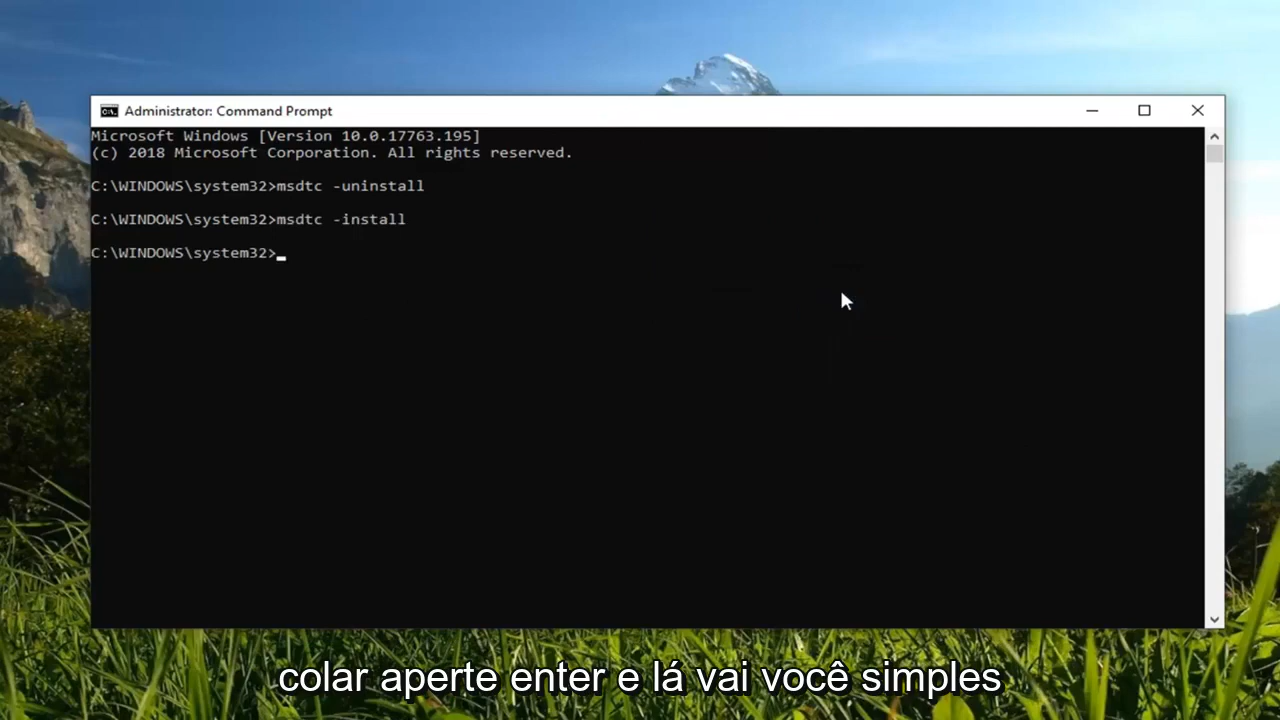 Administrator: Command Prompt
Microsoft Windows [Version 10.0.17763.195]
(c) 2018 Microsoft Corporation. All rights reserved.
C:\WINDOWS\system32>msdtc -uninstall
C:\WINDOWS\system32>msdtc -install
C:\WINDOWS\system32>
colar aperte enter e lá vai você simples